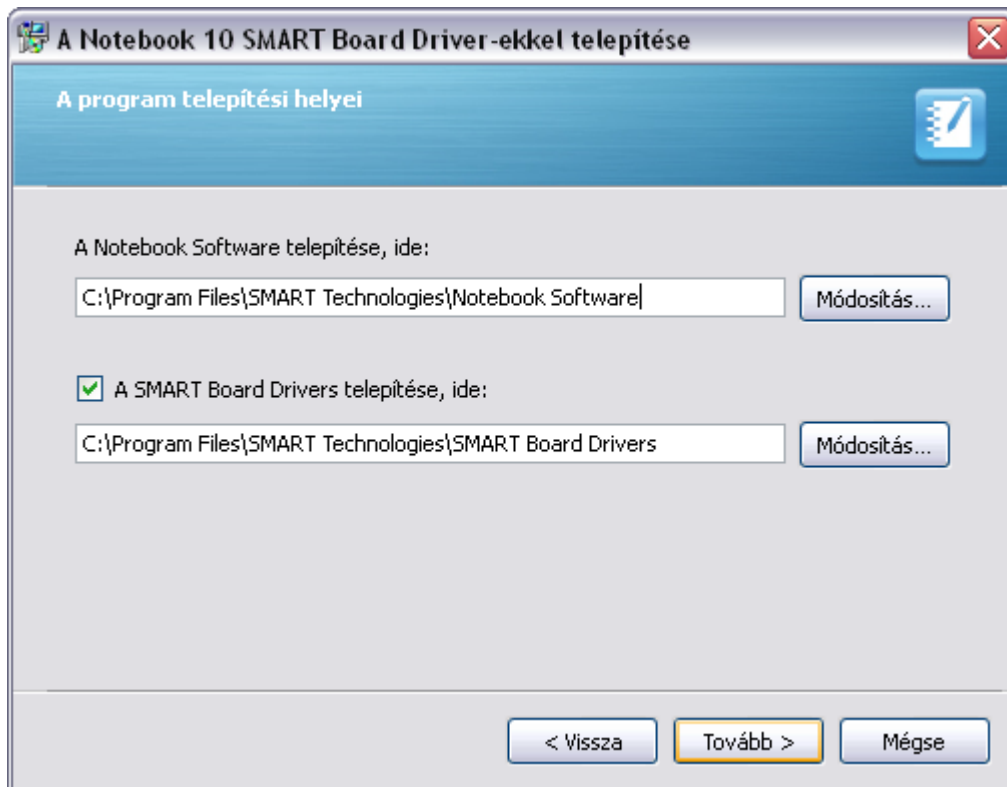 A Notebook 10 SMART Board Driver-ekkel telepítése
A program telepítési helyei
A Notebook Software telepítése, ide:
C:\Program Files\SMART Technologies\Notebook Software
Módosítás...
A SMART Board Drivers telepítése, ide:
C:\Program Files\SMART Technologies\SMART Board Drivers
Módosítás...
< Vissza
Tovább >
Mégse